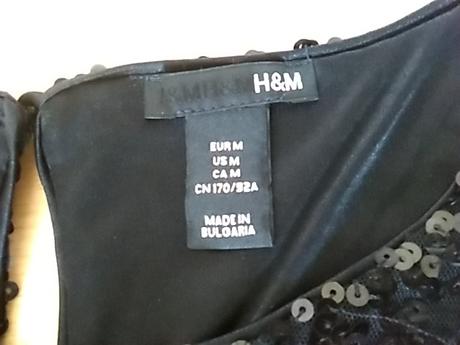 H&M H&M H&M
EUR M
US M
CA M
CN 170/92A
MADE IN
BULGARIA